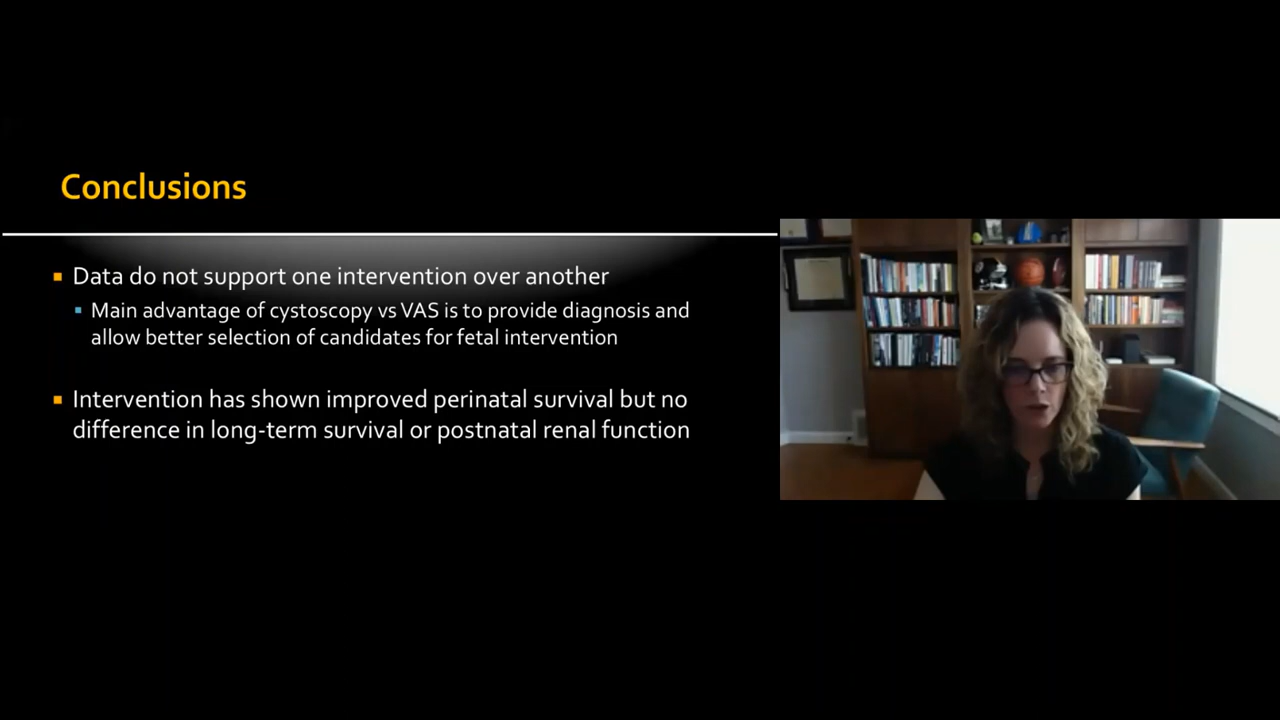 Conclusions
Data do not support one intervention over another
Main advantage of cystoscopy vs VAS is to provide diagnosis and
allow better selection of candidates for fetal intervention
Intervention has shown improved perinatal survival but no
difference in long-term survival or postnatal renal function